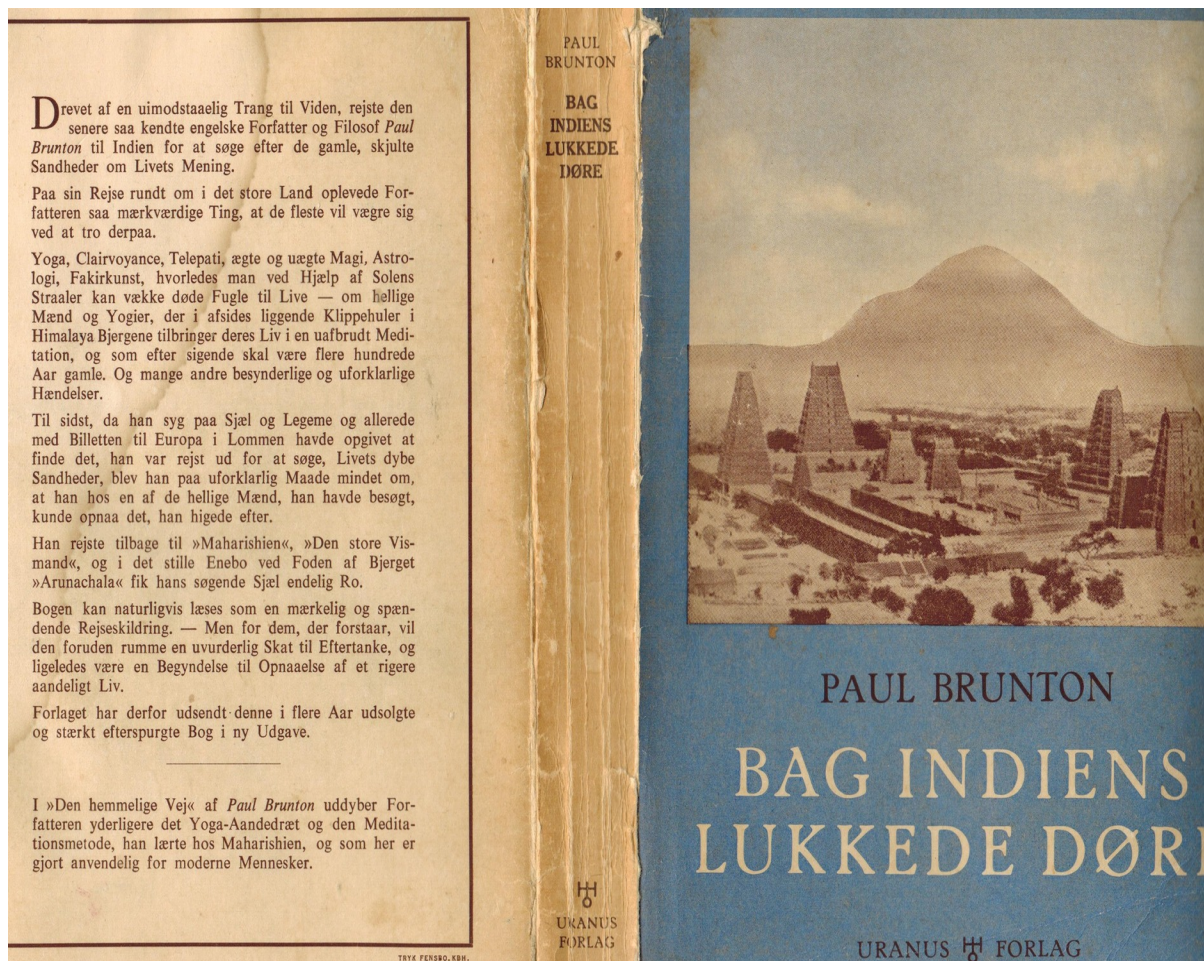 Drevet af en uimodstaaelig Trang til Viden, rejste den
senere saa kendte engelske Forfatter og Filosof Paul
Brunton til Indien for at søge efter de gamle, skjulte
Sandheder om Livets Mening.
Paa sin Rejse rundt om i det store Land oplevede For-
fatteren saa mærkværdige Ting, at de fleste vil vægre sig
ved at tro derpaa.
Yoga, Clairvoyance, Telepati, ægte og uægte Magi, Astro-
logi, Fakirkunst, hvorledes man ved Hjælp af Solens
Straaler kan vække døde Fugle til Live — om hellige
Mænd og Yogier, der i afsides liggende Klippehuler i
Himalaya Bjergene tilbringer deres Liv i en uafbrudt Medi-
tation, og som efter sigende skal være flere hundrede
Aar gamle. Og mange andre besynderlige og uforklarlige
Hændelser.
Til sidst, da han syg paa Sjæl og Legeme og allerede
med Billetten til Europa i Lommen havde opgivet at
finde det, han var rejst ud for at søge, Livets dybe
Sandheder, blev han paa uforklarlig Maade mindet om,
at han hos en af de hellige Mænd, han havde besøgt,
kunde opnaa det, han higede efter.
Han rejste tilbage til »Maharishien«, »Den store Vis-
mand«, og i det stille Enebo ved Foden af Bjerget
»Arunachala« fik hans søgende Sjæl endelig Ro.
Bogen kan naturligvis læses som en mærkelig og spæn-
dende Rejseskildring. — Men for dem, der forstaar, vil
den foruden rumme en uvurderlig Skat til Eftertanke, og
ligeledes være en Begyndelse til Opnaaelse af et rigere
aandeligt Liv.
Forlaget har derfor udsendt denne i flere Aar udsolgte
og stærkt efterspurgte Bog i ny Udgave.
I »Den hemmelige Vej« af Paul Brunton uddyber For-
fatteren yderligere det Yoga-Aandedræt og den Medita-
tionsmetode, han lærte hos Maharishien, og som her er
gjort anvendelig for moderne Mennesker.
TRYK FENSBO, KBH.
PAUL
BRUNTON
BAG
INDIENS
LUKKEDE
DØRE
URANUS
FORLAG
PAUL BRUNTON
BAG INDIENS
LUKKEDE DØR
URANUS FORLAG